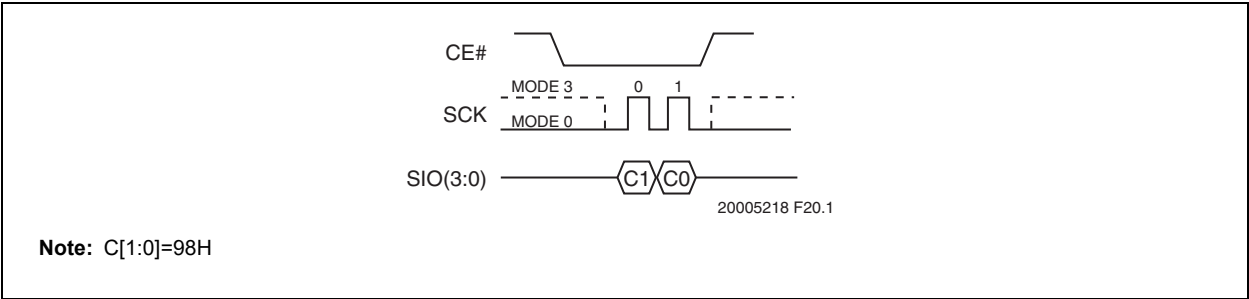 CE#
MODE 3 0 1
SCK
MODE 0
SIO(3:0) C1 C0
20005218 F20.1
Note: C[1:0]=98H